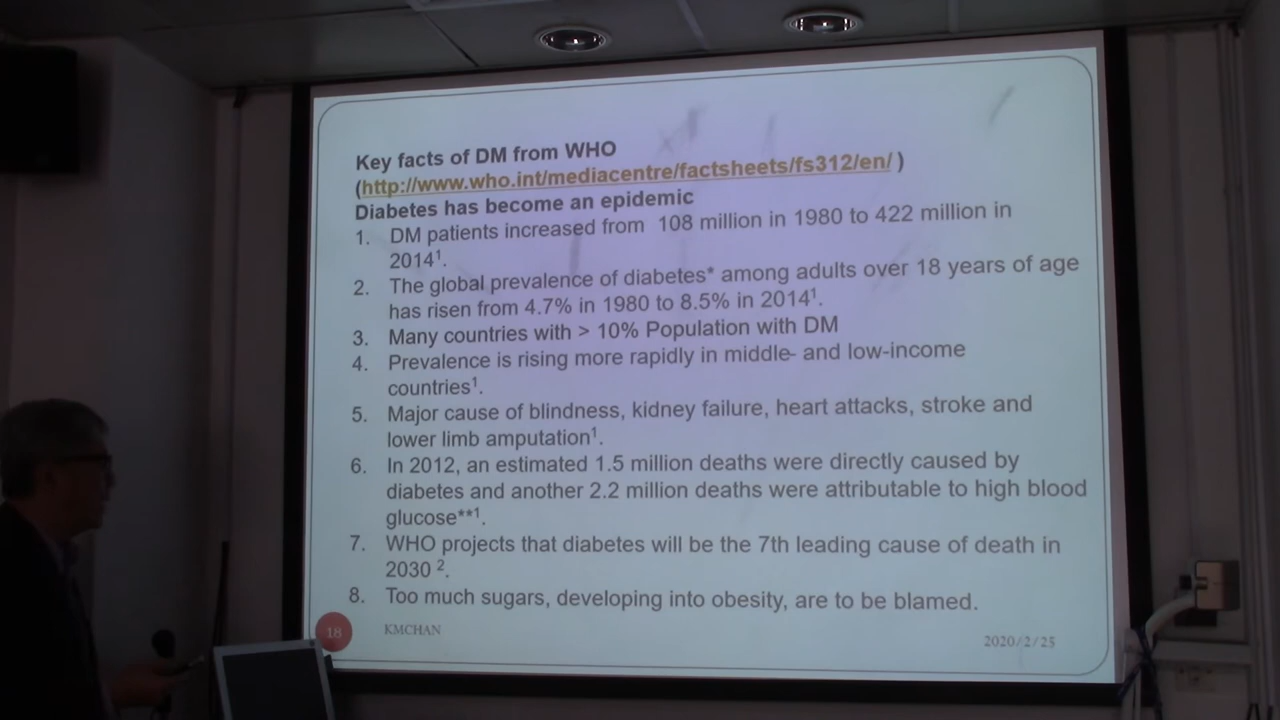 Key facts of DM from WHO
(http://www.who.int/mediacentre/factsheets/fs312/en/ )
Diabetes has become an epidemic
1. DM patients increased from 108 million in 1980 to 422 million in
2014¹.
2. The global prevalence of diabetes* among adults over 18 years of age
has risen from 4.7% in 1980 to 8.5% in 2014¹.
3. Many countries with > 10% Population with DM
4. Prevalence is rising more rapidly in middle- and low-income
countries¹.
5. Major cause of blindness, kidney failure, heart attacks, stroke and
lower limb amputation¹.
6. In 2012, an estimated 1.5 million deaths were directly caused by
diabetes and another 2.2 million deaths were attributable to high blood
glucose**¹.
7. WHO projects that diabetes will be the 7th leading cause of death in
2030 ².
8. Too much sugars, developing into obesity, are to be blamed.
18 KMCHAN 2020/2/25